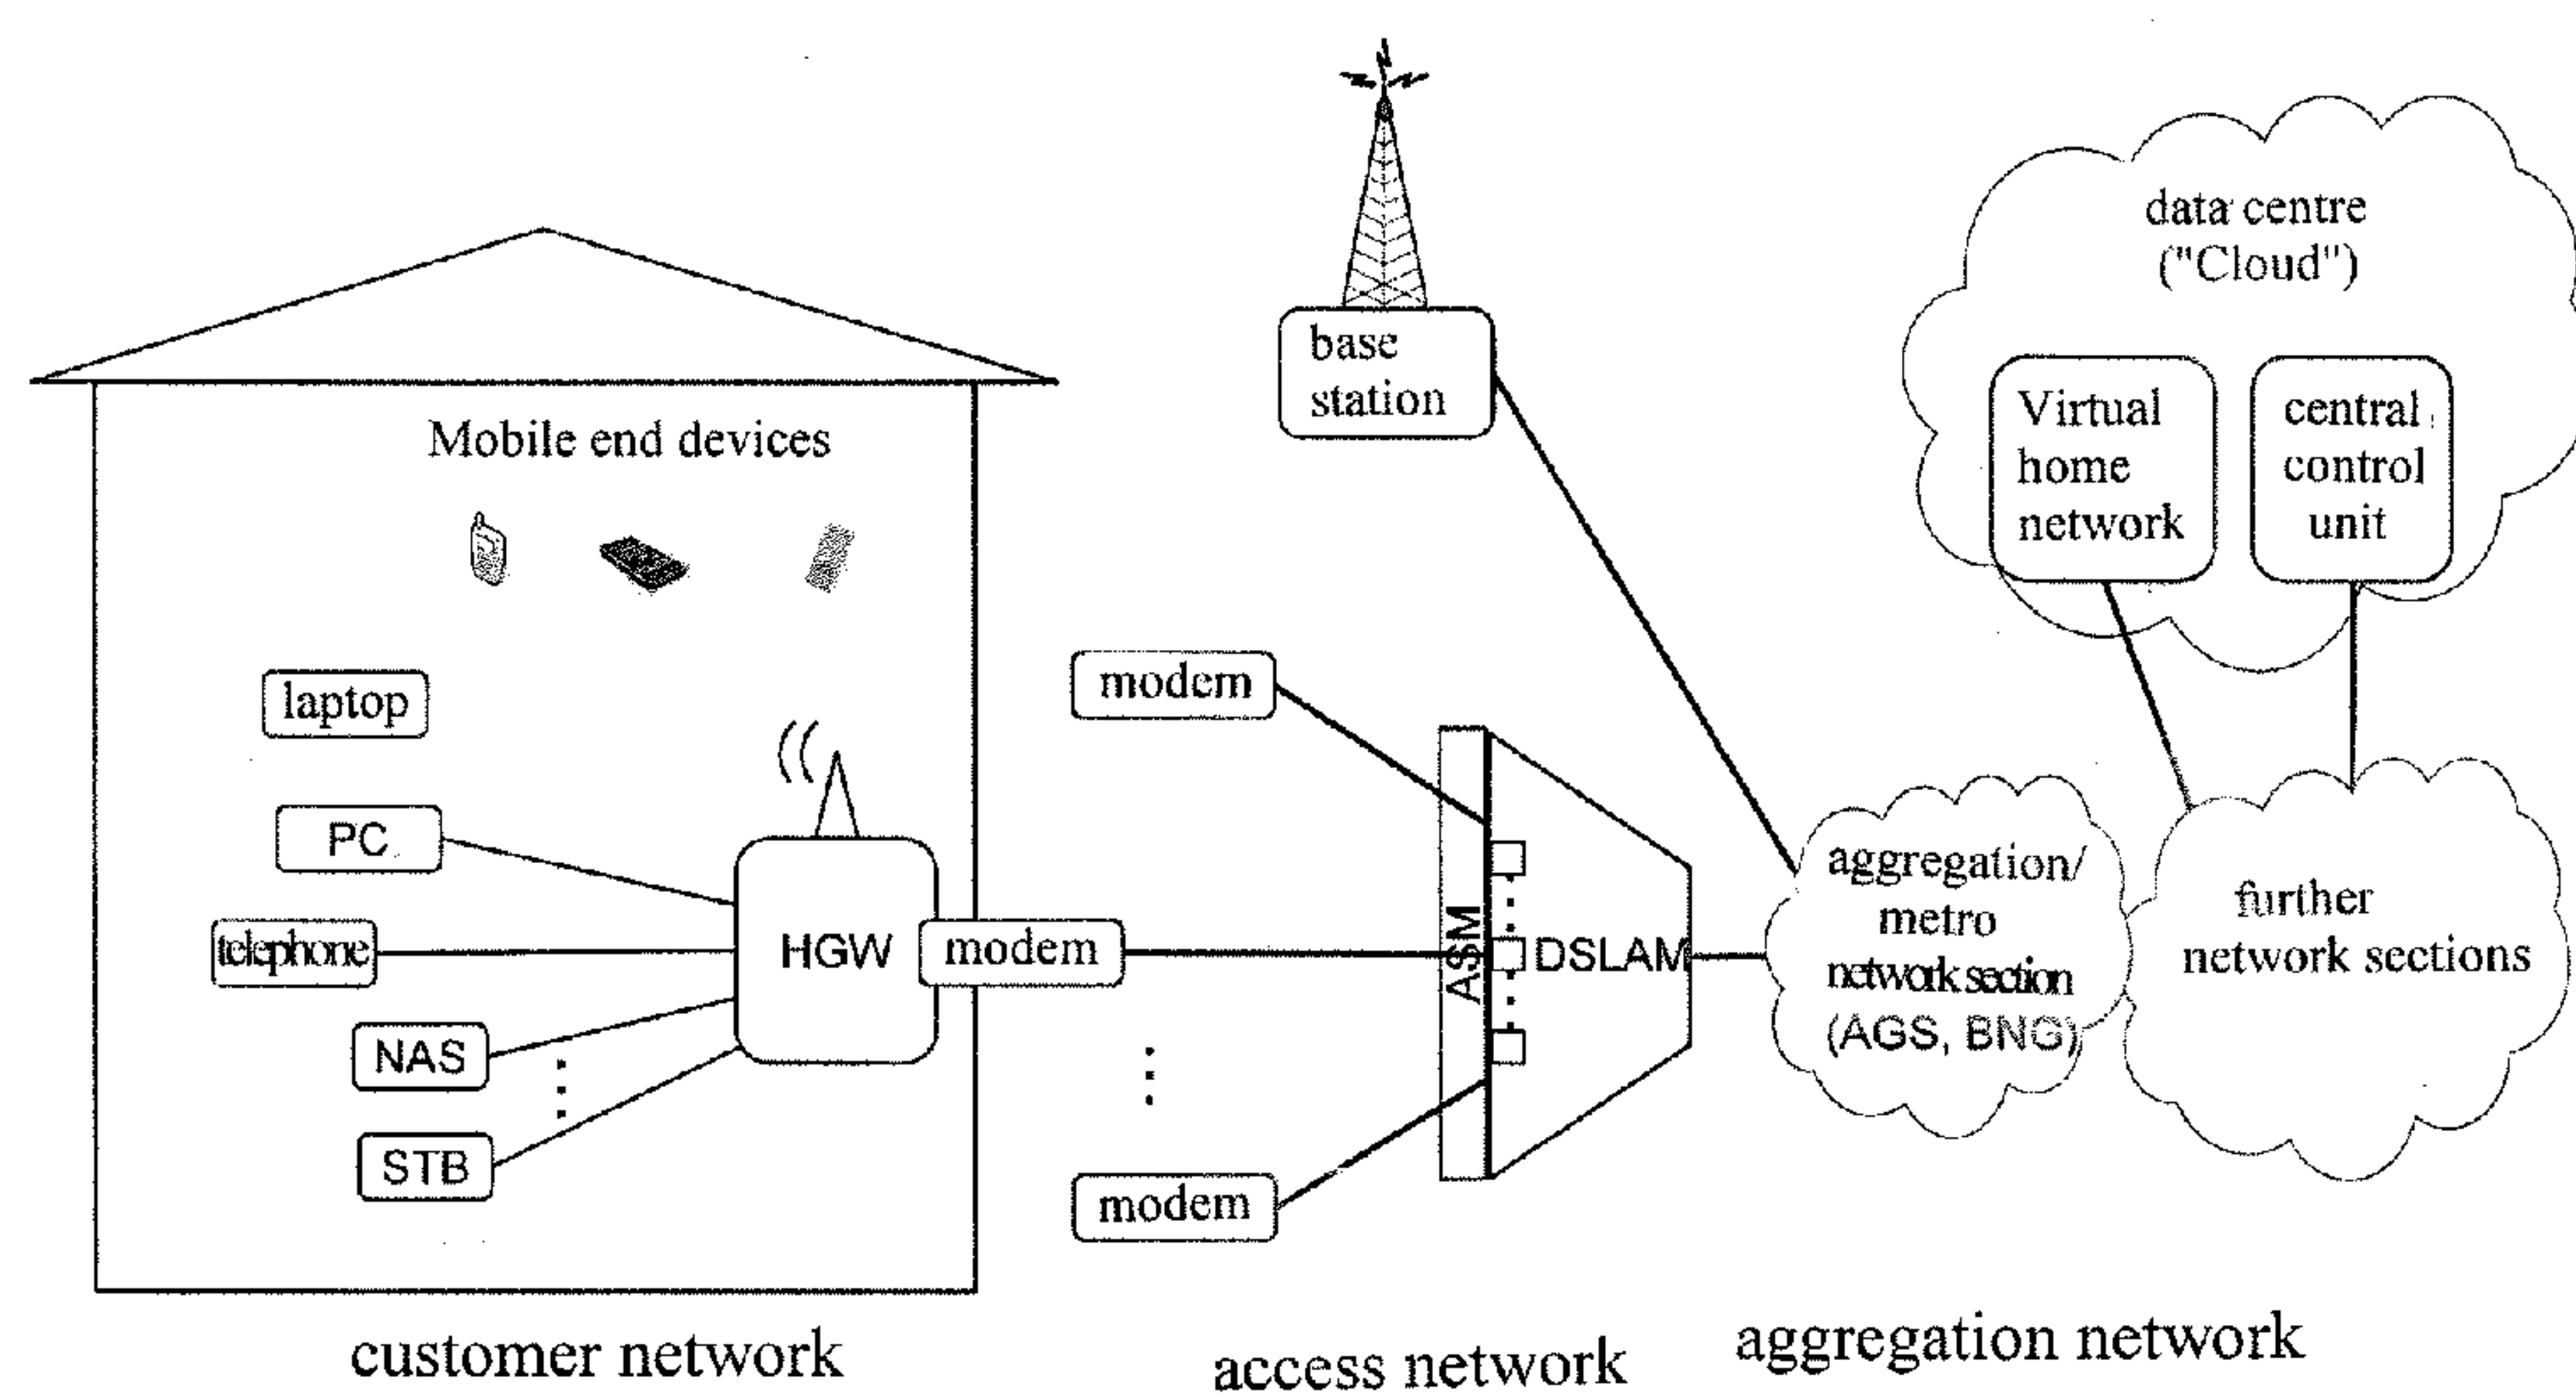 Mobile end devices
laptop
PC
telephone
NAS
STB
HGW
modem
modem
modem
base
station
ASM
DSLAM
aggregation/
metro
network section
(AGS, BNG)
data centre
("Cloud")
Virtual
home
network
central
control
unit
further
network sections
customer network
access network
aggregation network